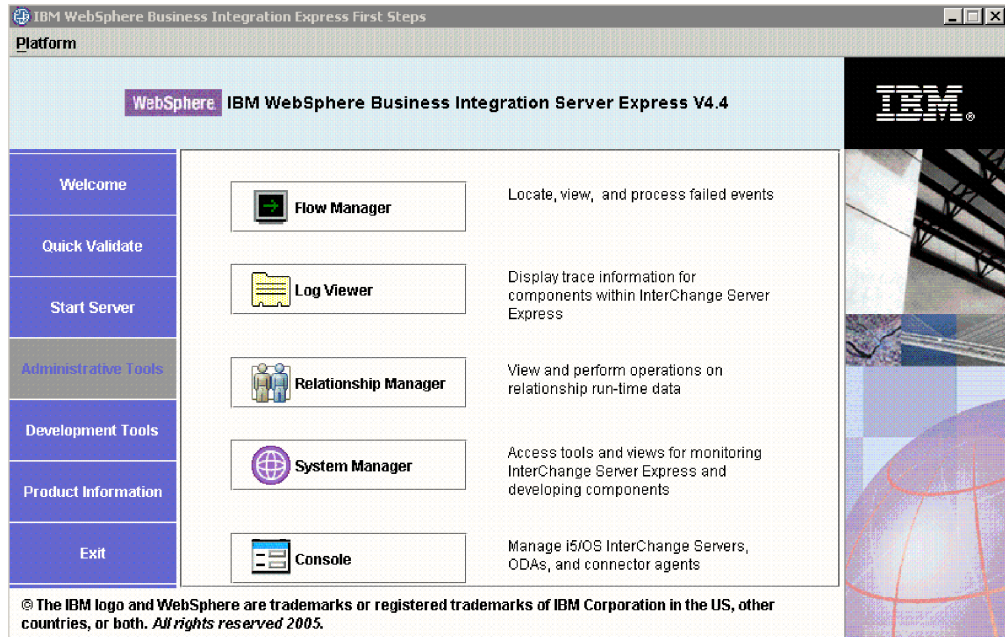 IBM WebSphere Business Integration Express First Steps
Platform
WebSphere. IBM WebSphere Business Integration Server Express V4.4
IBM®
Welcome
Quick Validate
Start Server
Administrative Tools
Development Tools
Product Information
Exit
Flow Manager
Locate, view, and process failed events
Log Viewer
Display trace information for
components within InterChange Server
Express
Relationship Manager
View and perform operations on
relationship run-time data
System Manager
Access tools and views for monitoring
InterChange Server Express and
developing components
Console
Manage i5/OS InterChange Servers,
ODAs, and connector agents
© The IBM logo and WebSphere are trademarks or registered trademarks of IBM Corporation in the US, other
countries, or both. All rights reserved 2005.